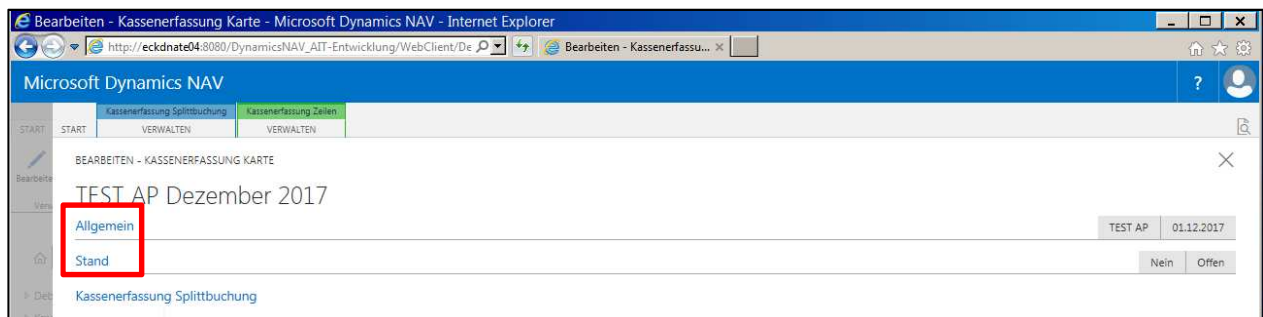 Bearbeiten - Kassenerfassung Karte - Microsoft Dynamics NAV - Internet Explorer
http://eckdnate04:8080/DynamicsNAV_AIT-Entwicklung/WebClient/De
Bearbeiten - Kassenerfassu...
Microsoft Dynamics NAV
?
Kassenerfassung Splittbuchung Kassenerfassung Zeilen
START START VERWALTEN VERWALTEN
BEARBEITEN - KASSENERFASSUNG KARTE
Bearbeite
TEST AP Dezember 2017
Allgemein TEST AP 01.12.2017
Stand Nein Offen
Kassenerfassung Splittbuchung